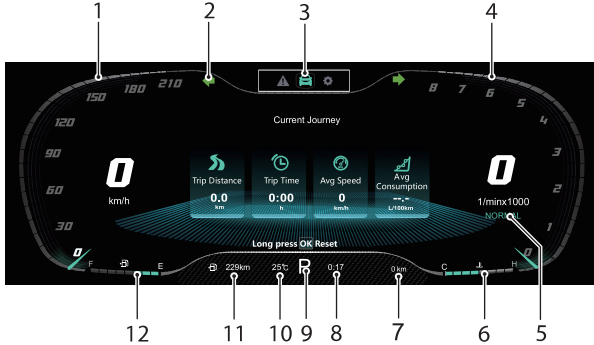 1 2 3 4
150 180 210
8 7 6 5 4 3 2 1
120
90
60
30
0
Current Journey
0
km/h
Trip Distance
0.0
km
Trip Time
0:00
h
Avg Speed
0
km/h
Avg
Consumption
--.-
L/100km
0
1/minx1000
NORMAL
0
Long press OK Reset
F E
229km 25℃ P 0:17 0 km
C H
12 11 10 9 8 7 6 5